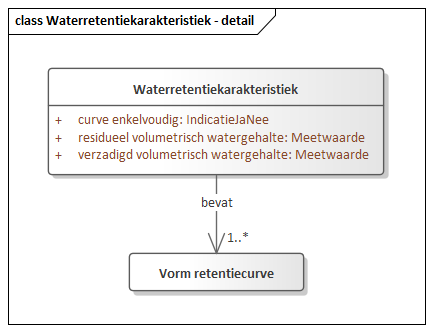 class Waterretentiekarakteristiek - detail
Waterretentiekarakteristiek
+ curve enkelvoudig: IndicatieJaNee
+ residueel volumetrisch watergehalte: Meetwaarde
+ verzadigd volumetrisch watergehalte: Meetwaarde
bevat
1..*
Vorm retentiecurve